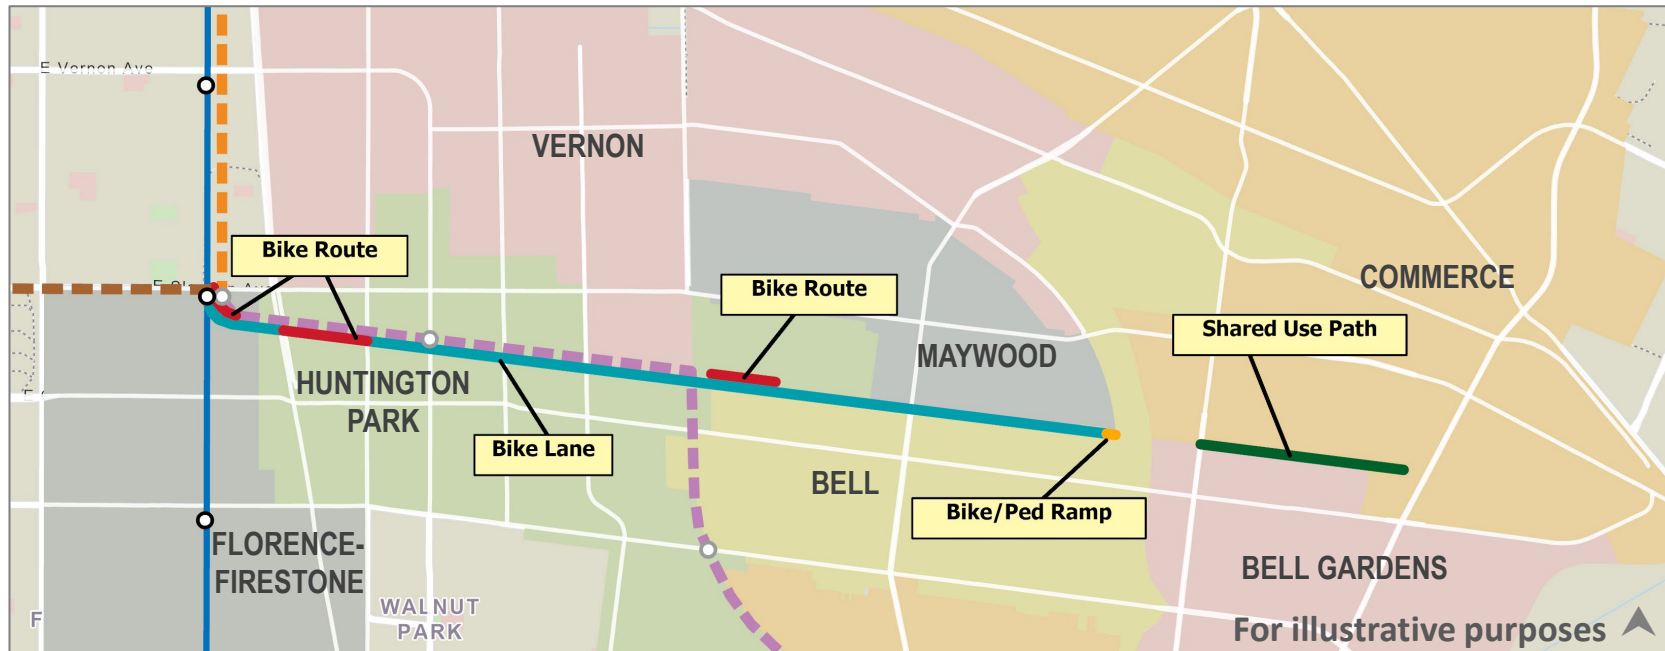 E Vernon Ave
VERNON
Bike Route
COMMERCE
Bike Route
Shared Use Path
MAYWOOD
HUNTINGTON
PARK
Bike Lane
BELL
Bike/Ped Ramp
FLORENCE-
FIRESTONE
BELL GARDENS
WALNUT
PARK
F
For illustrative purposes